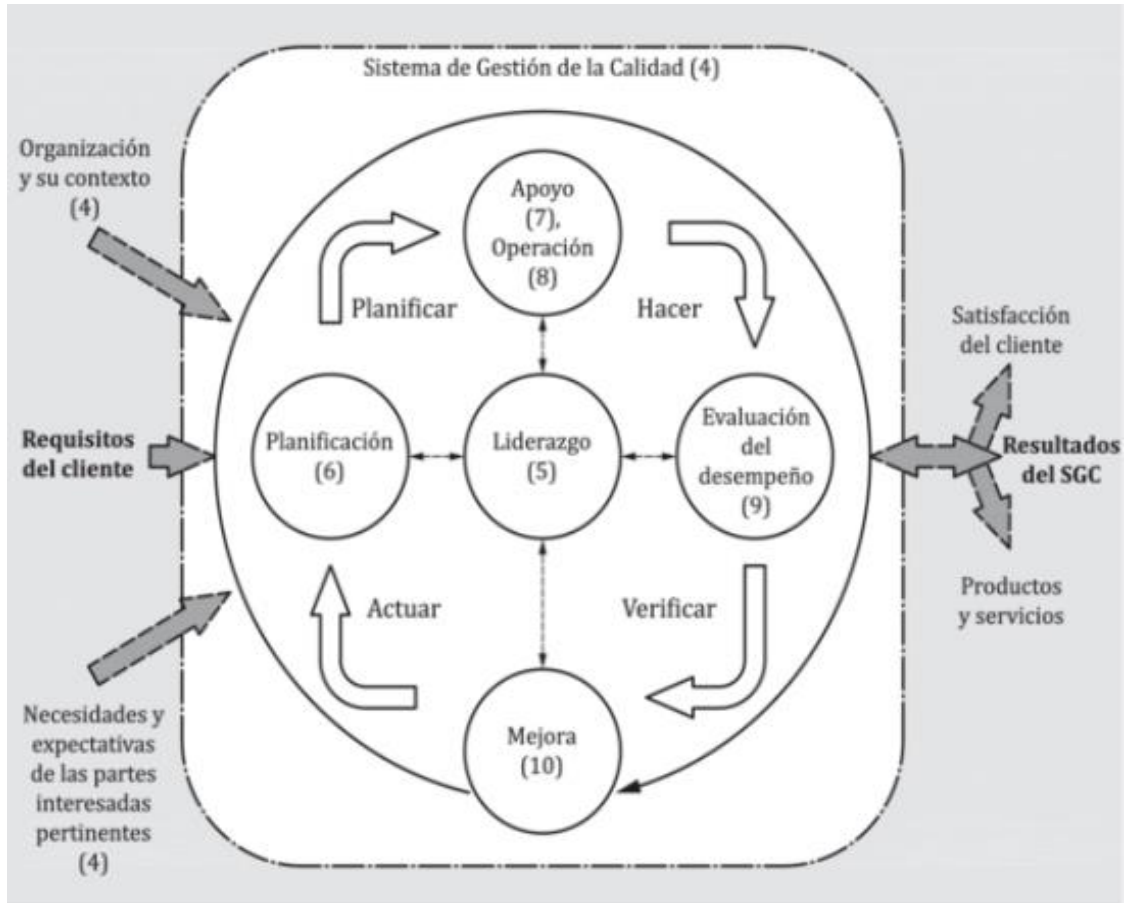 Sistema de Gestión de la Calidad (4)
Organización
y su contexto
(4)
Apoyo
(7),
Operación
(8)
Planificar
Hacer
Satisfacción
del cliente
Requisitos
del cliente
Planificación
(6)
Liderazgo
(5)
Evaluación
del
desempeño
(9)
Resultados
del SGC
Actuar
Verificar
Productos
y servicios
Necesidades y
expectativas
de las partes
interesadas
pertinentes
(4)
Mejora
(10)